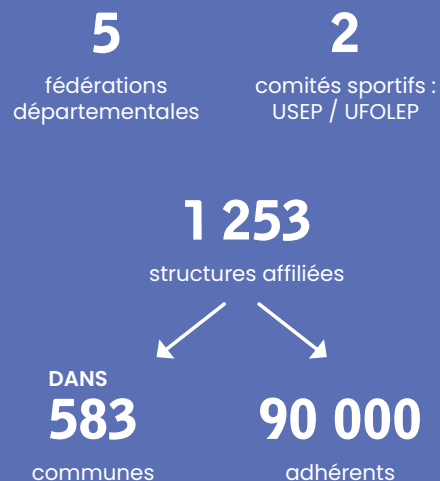 5
fédérations
départementales
2
comités sportifs :
USEP / UFOLEP
1 253
structures affiliées
DANS
583
communes
90 000
adhérents